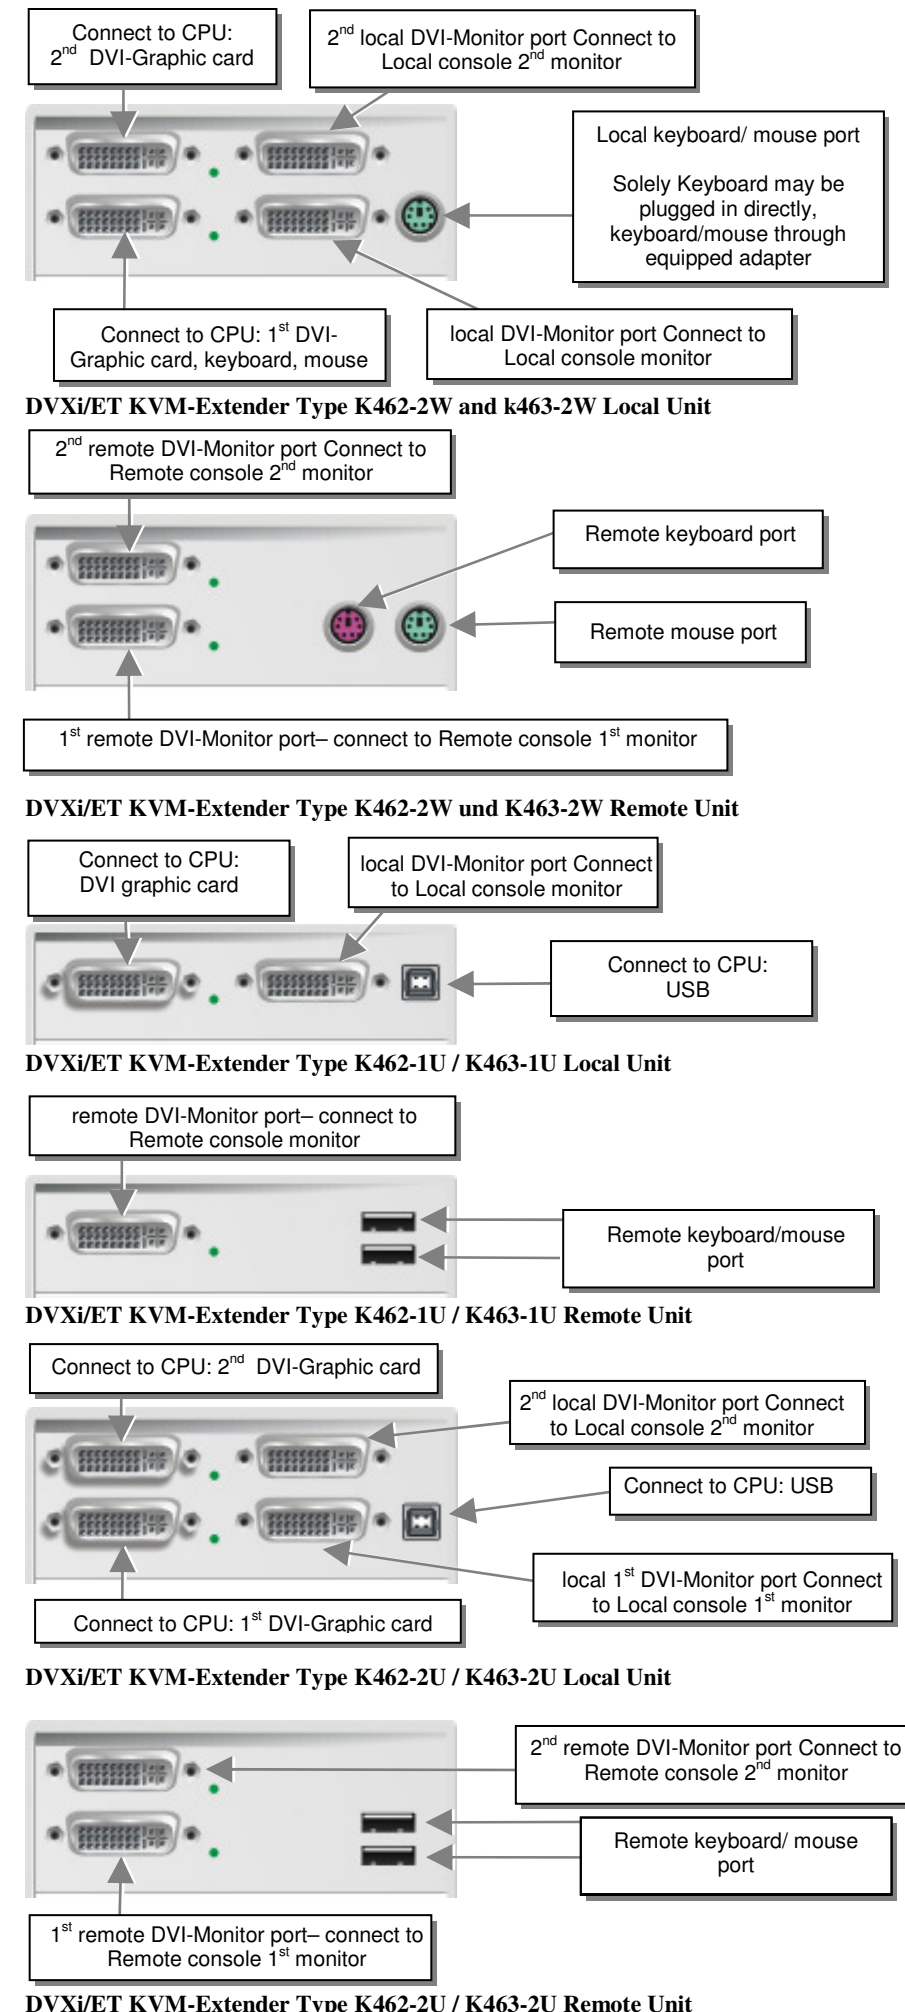 Connect to CPU:
2nd DVI-Graphic card
2nd local DVI-Monitor port Connect to
Local console 2nd monitor
Local keyboard/ mouse port
Solely Keyboard may be
plugged in directly,
keyboard/mouse through
equipped adapter
Connect to CPU: 1st DVI-
Graphic card, keyboard, mouse
local DVI-Monitor port Connect to
Local console monitor
DVXi/ET KVM-Extender Type K462-2W and k463-2W Local Unit
2nd remote DVI-Monitor port Connect to
Remote console 2nd monitor
Remote keyboard port
Remote mouse port
1st remote DVI-Monitor port– connect to Remote console 1st monitor
DVXi/ET KVM-Extender Type K462-2W und K463-2W Remote Unit
Connect to CPU:
DVI graphic card
local DVI-Monitor port Connect
to Local console monitor
Connect to CPU:
USB
DVXi/ET KVM-Extender Type K462-1U / K463-1U Local Unit
remote DVI-Monitor port– connect to
Remote console monitor
Remote keyboard/mouse
port
DVXi/ET KVM-Extender Type K462-1U / K463-1U Remote Unit
Connect to CPU: 2nd DVI-Graphic card
2nd local DVI-Monitor port Connect
to Local console 2nd monitor
Connect to CPU: USB
local 1st DVI-Monitor port Connect
to Local console 1st monitor
Connect to CPU: 1st DVI-Graphic card
DVXi/ET KVM-Extender Type K462-2U / K463-2U Local Unit
2nd remote DVI-Monitor port Connect to
Remote console 2nd monitor
Remote keyboard/ mouse
port
1st remote DVI-Monitor port– connect to
Remote console 1st monitor
DVXi/ET KVM-Extender Type K462-2U / K463-2U Remote Unit